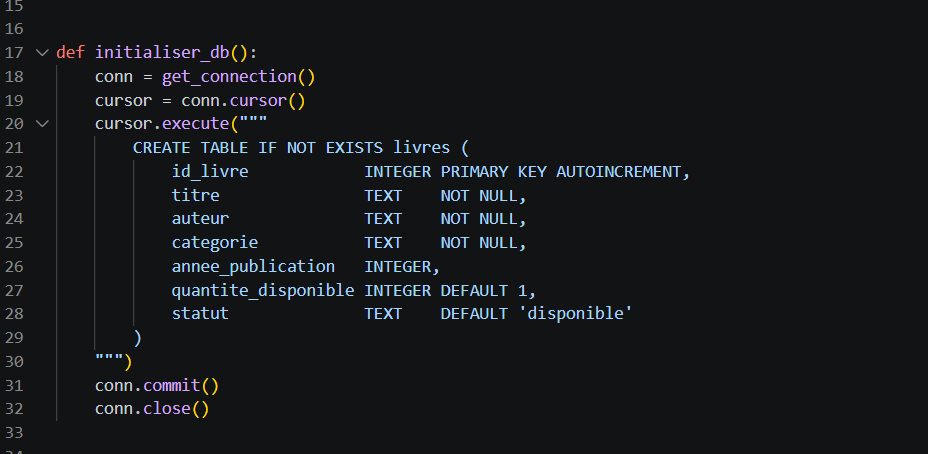 15
16
17 def initialiser_db():
18 conn = get_connection()
19 cursor = conn.cursor()
20 cursor.execute("""
21 CREATE TABLE IF NOT EXISTS livres (
22 id_livre INTEGER PRIMARY KEY AUTOINCREMENT,
23 titre TEXT NOT NULL,
24 auteur TEXT NOT NULL,
25 categorie TEXT NOT NULL,
26 annee_publication INTEGER,
27 quantite_disponible INTEGER DEFAULT 1,
28 statut TEXT DEFAULT 'disponible'
29 )
30 """)
31 conn.commit()
32 conn.close()
33